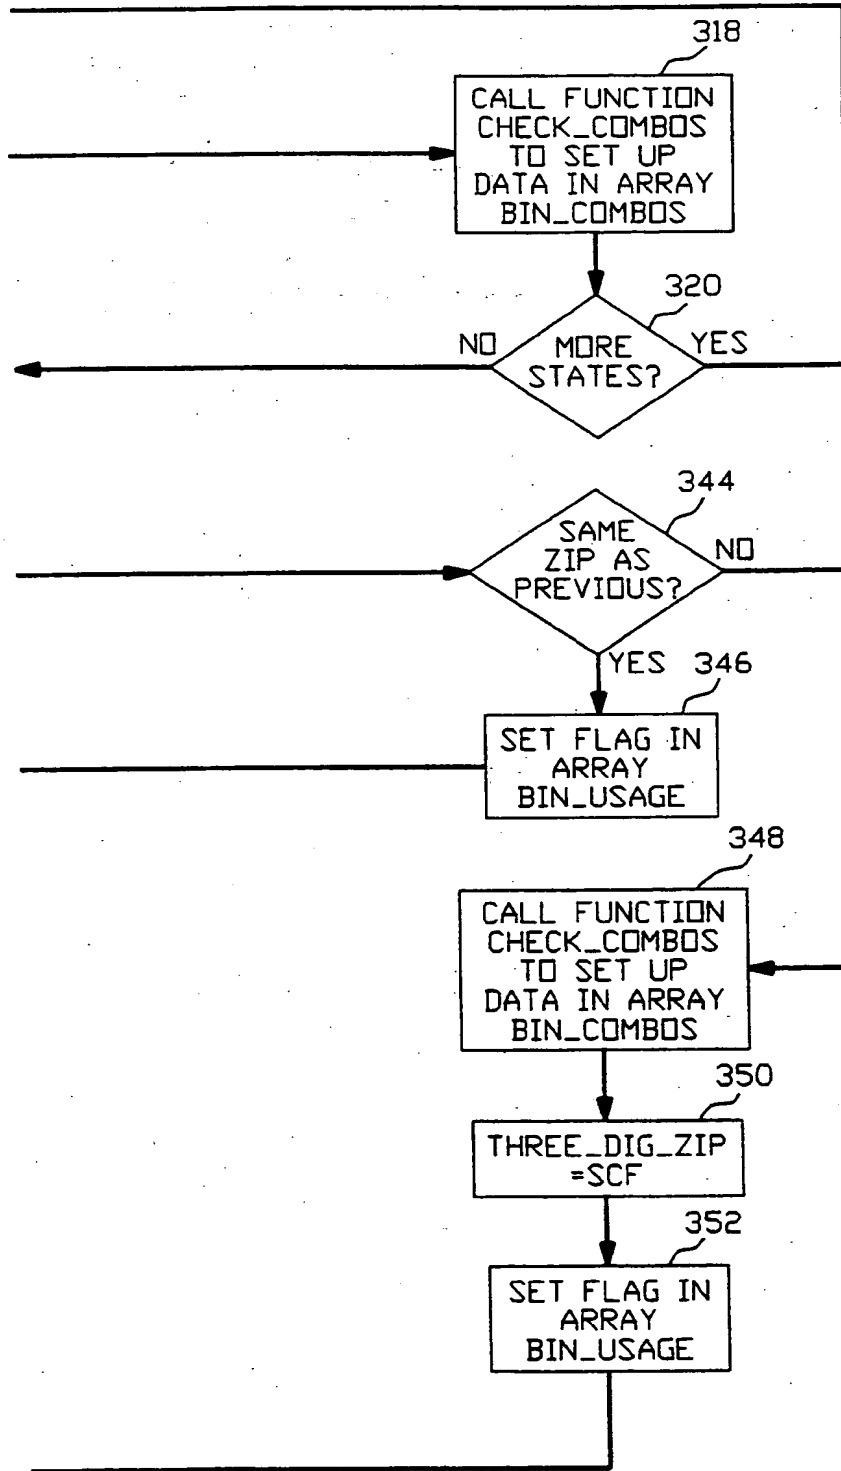 318
CALL FUNCTION
CHECK_COMBOS
TO SET UP
DATA IN ARRAY
BIN_COMBOS
320
NO
MORE
STATES?
YES
344
SAME
ZIP AS
PREVIOUS?
NO
YES
346
SET FLAG IN
ARRAY
BIN_USAGE
348
CALL FUNCTION
CHECK_COMBOS
TO SET UP
DATA IN ARRAY
BIN_COMBOS
350
THREE_DIG_ZIP
=SCF
352
SET FLAG IN
ARRAY
BIN_USAGE